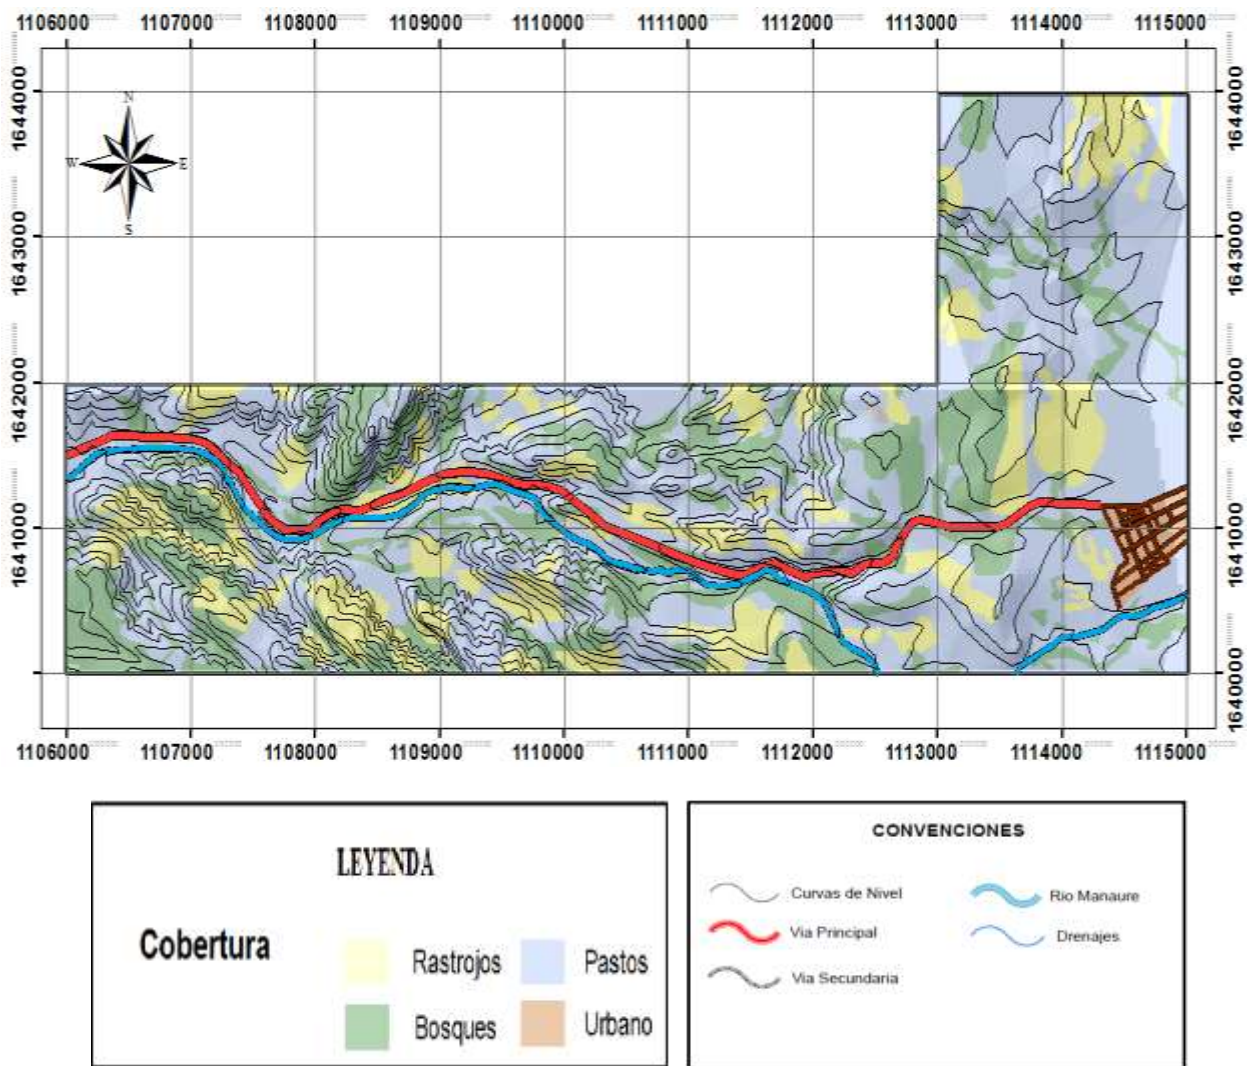 1106000 1107000 1108000 1109000 1110000 1111000 1112000 1113000 1114000 1115000
1644000 1644000
N
W E
S
1643000 1643000
1642000 1642000
1641000 1641000
1640000 1640000
1106000 1107000 1108000 1109000 1110000 1111000 1112000 1113000 1114000 1115000
LEYENDA
Cobertura
Rastrojos Pastos
Bosques Urbano
CONVENCIONES
Curvas de Nivel Rio Manaure
Via Principal Drenajes
Via Secundaria